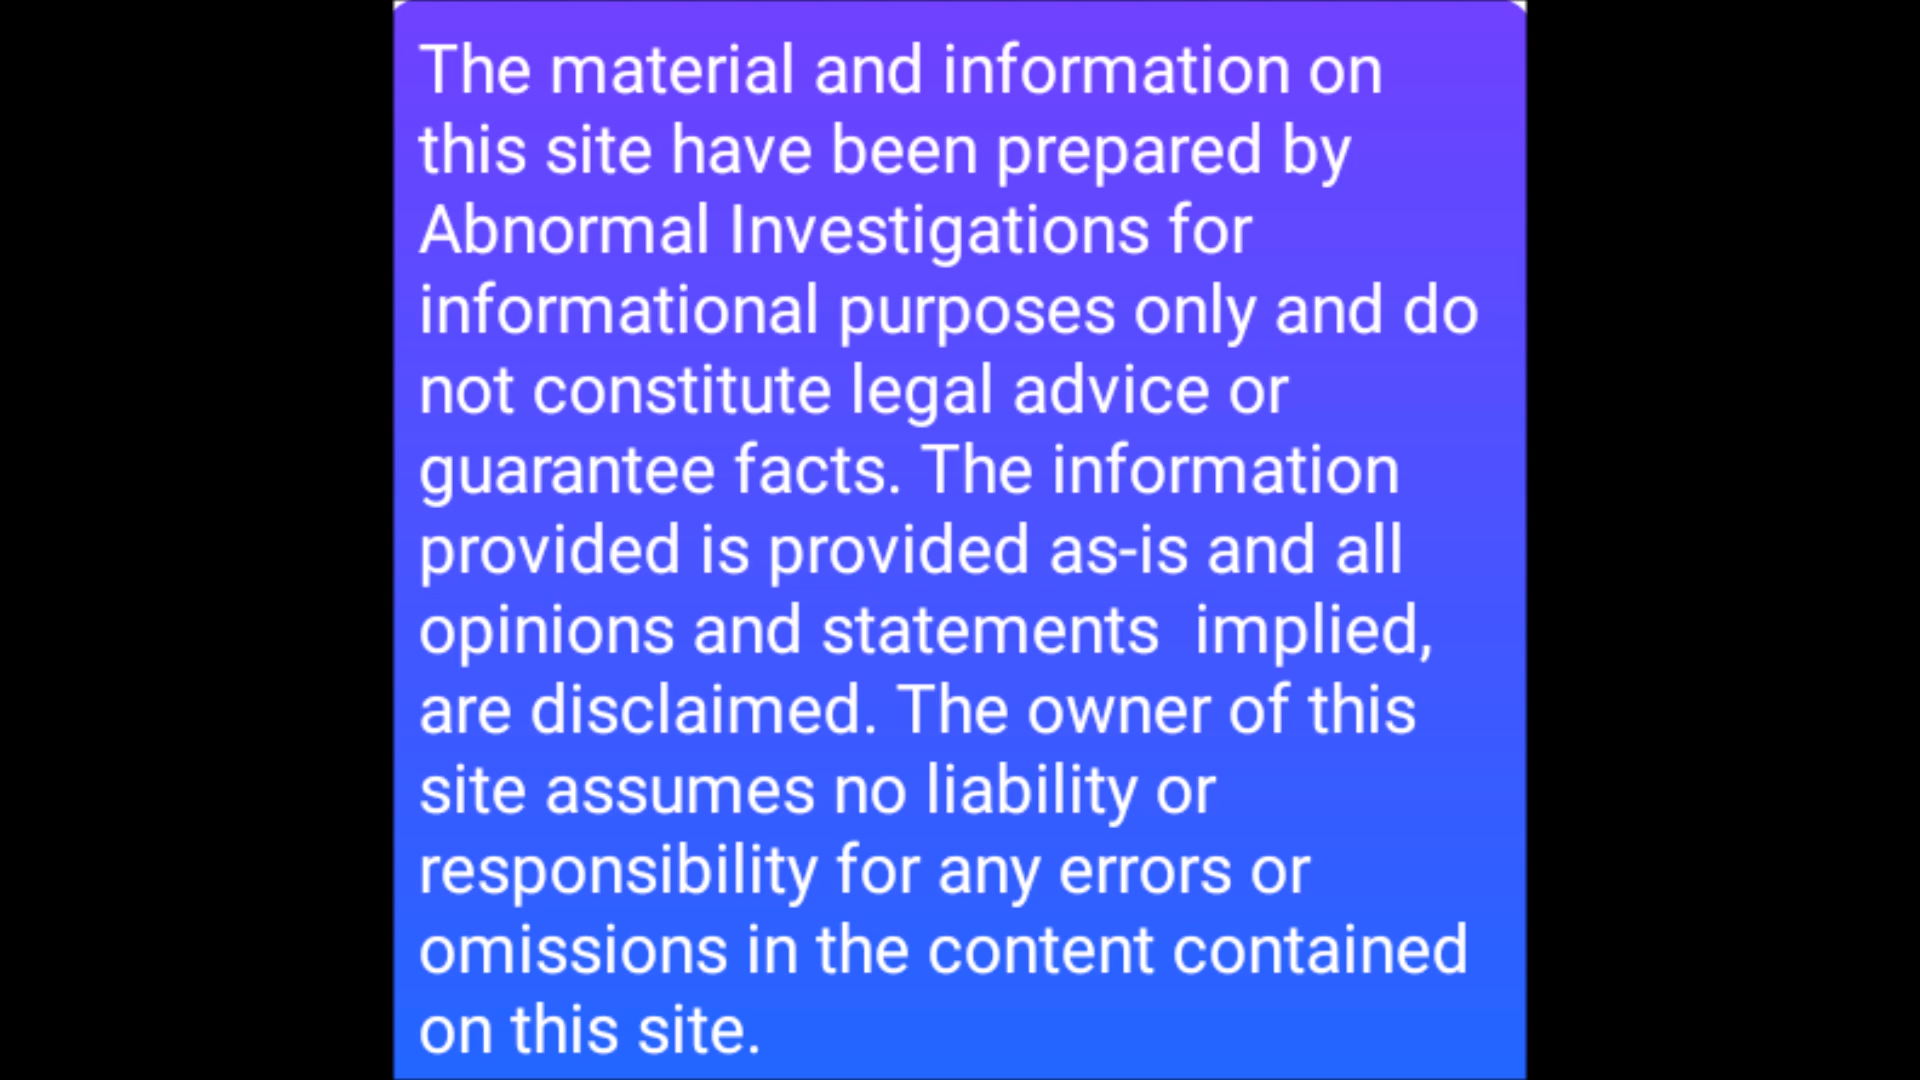 The material and information on
this site have been prepared by
Abnormal Investigations for
informational purposes only and do
not constitute legal advice or
guarantee facts. The information
provided is provided as-is and all
opinions and statements  implied,
are disclaimed. The owner of this
site assumes no liability or
responsibility for any errors or
omissions in the content contained
on this site.